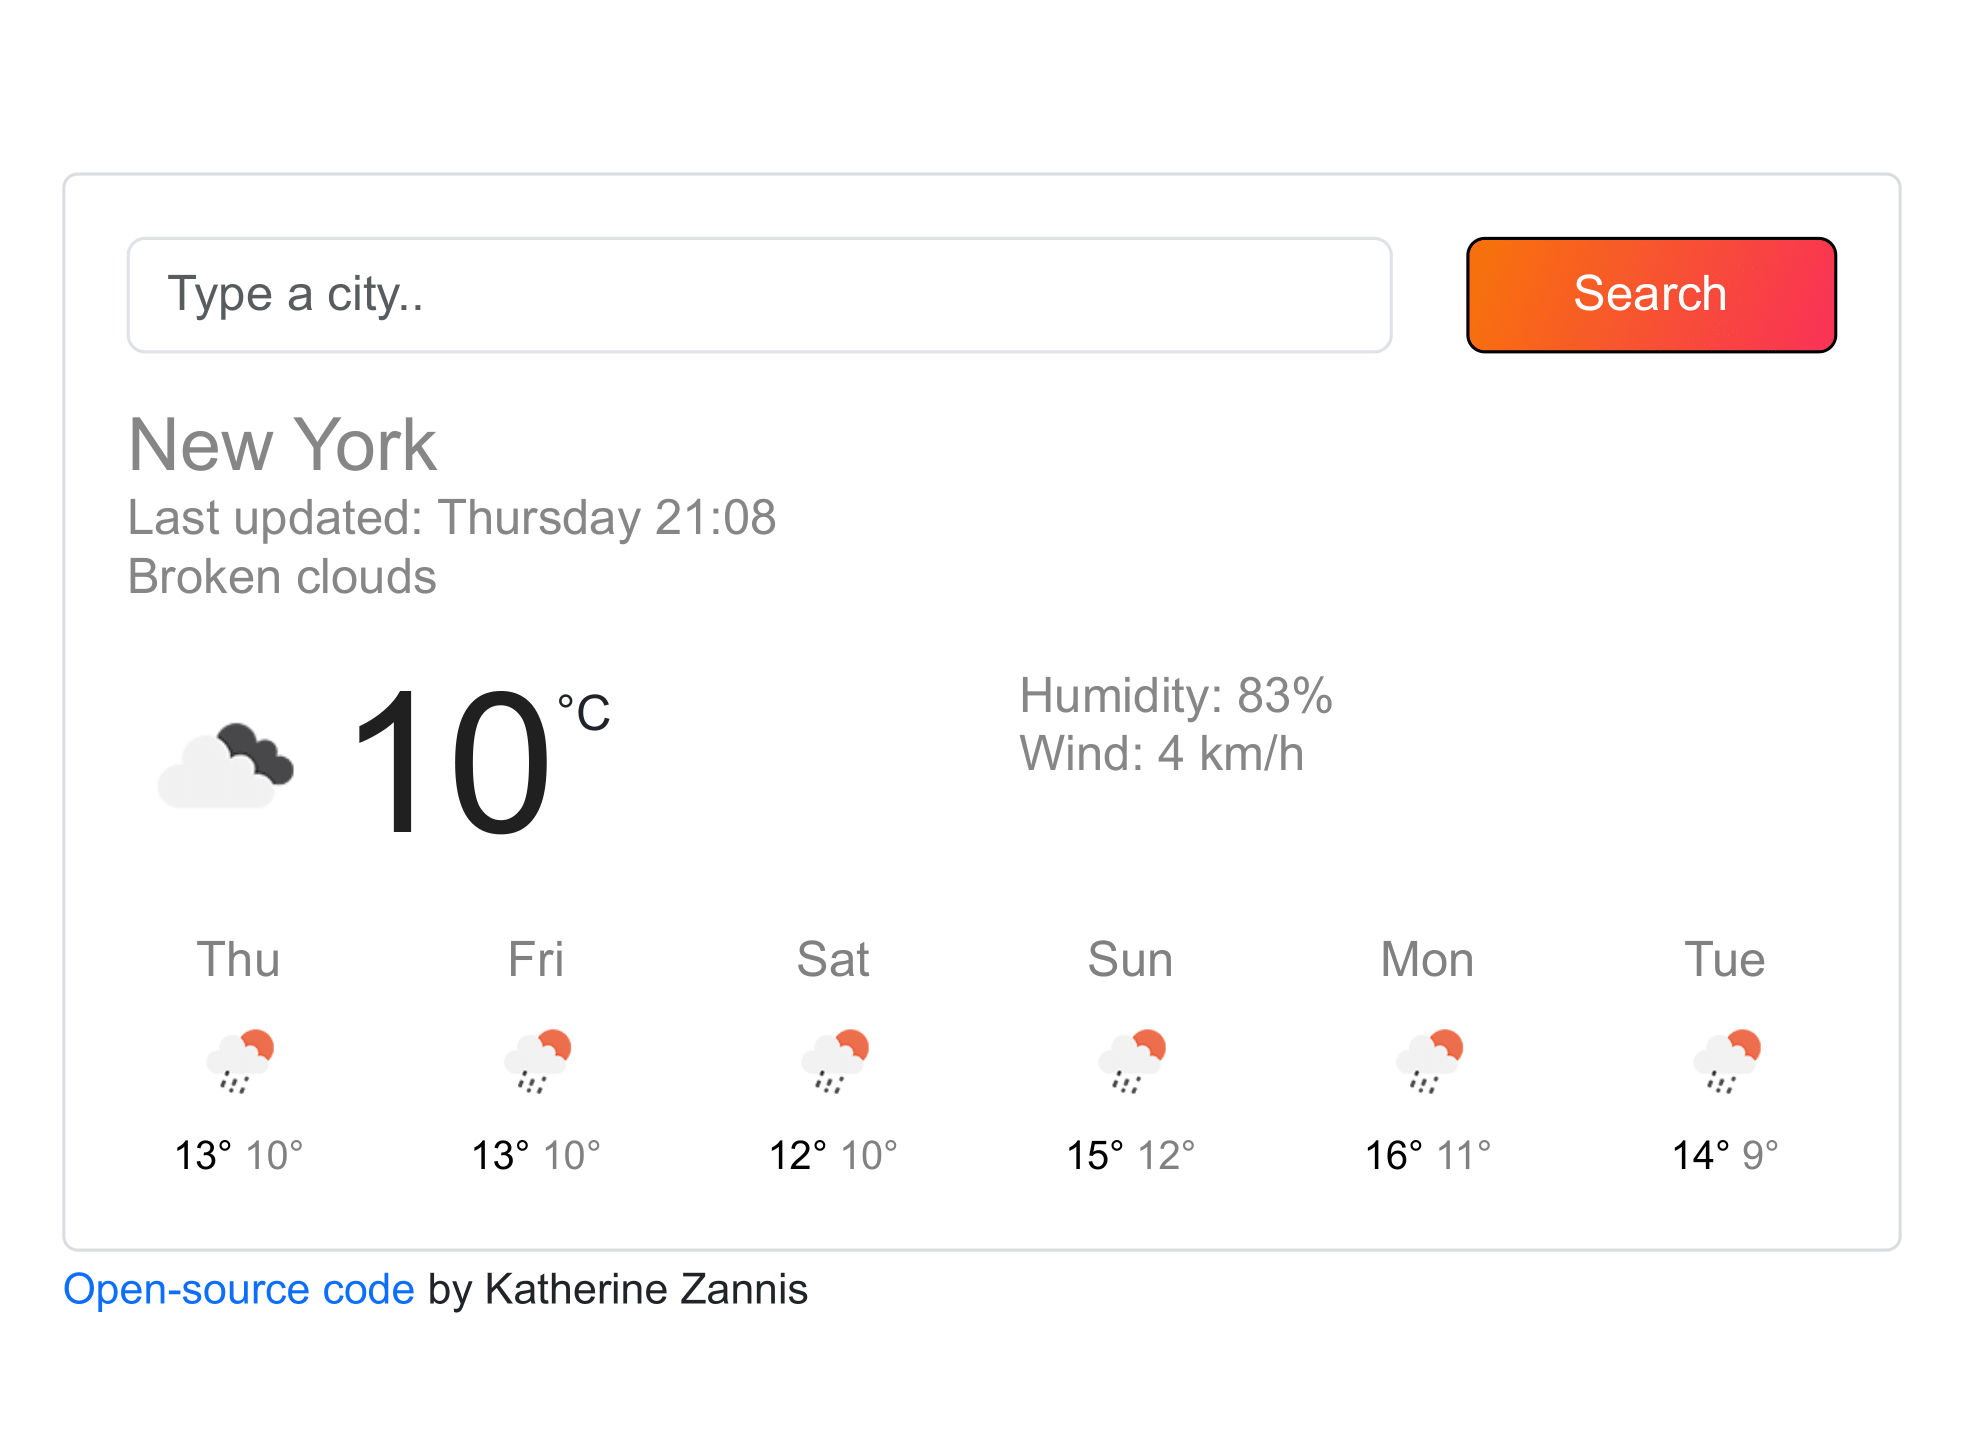 Type a city..
Search
New York
Last updated: Thursday 21:08
Broken clouds
10 °C
Humidity: 83%
Wind: 4 km/h
Thu Fri Sat Sun Mon Tue
13° 10° 13° 10° 12° 10° 15° 12° 16° 11° 14° 9°
Open-source code by Katherine Zannis